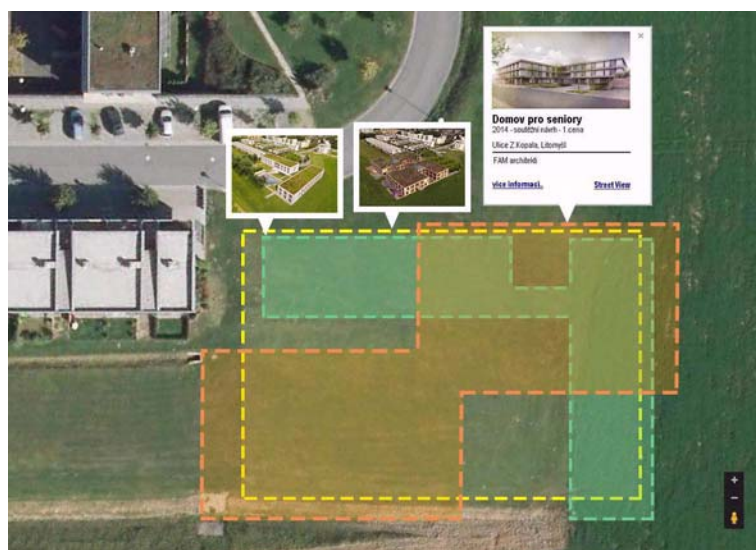 Domov pro seniory
2014 - soutěžní návrh - 1.cena
Ulice Z.Kopala, Litomyšl
FAM architekti
více informací.. Street View